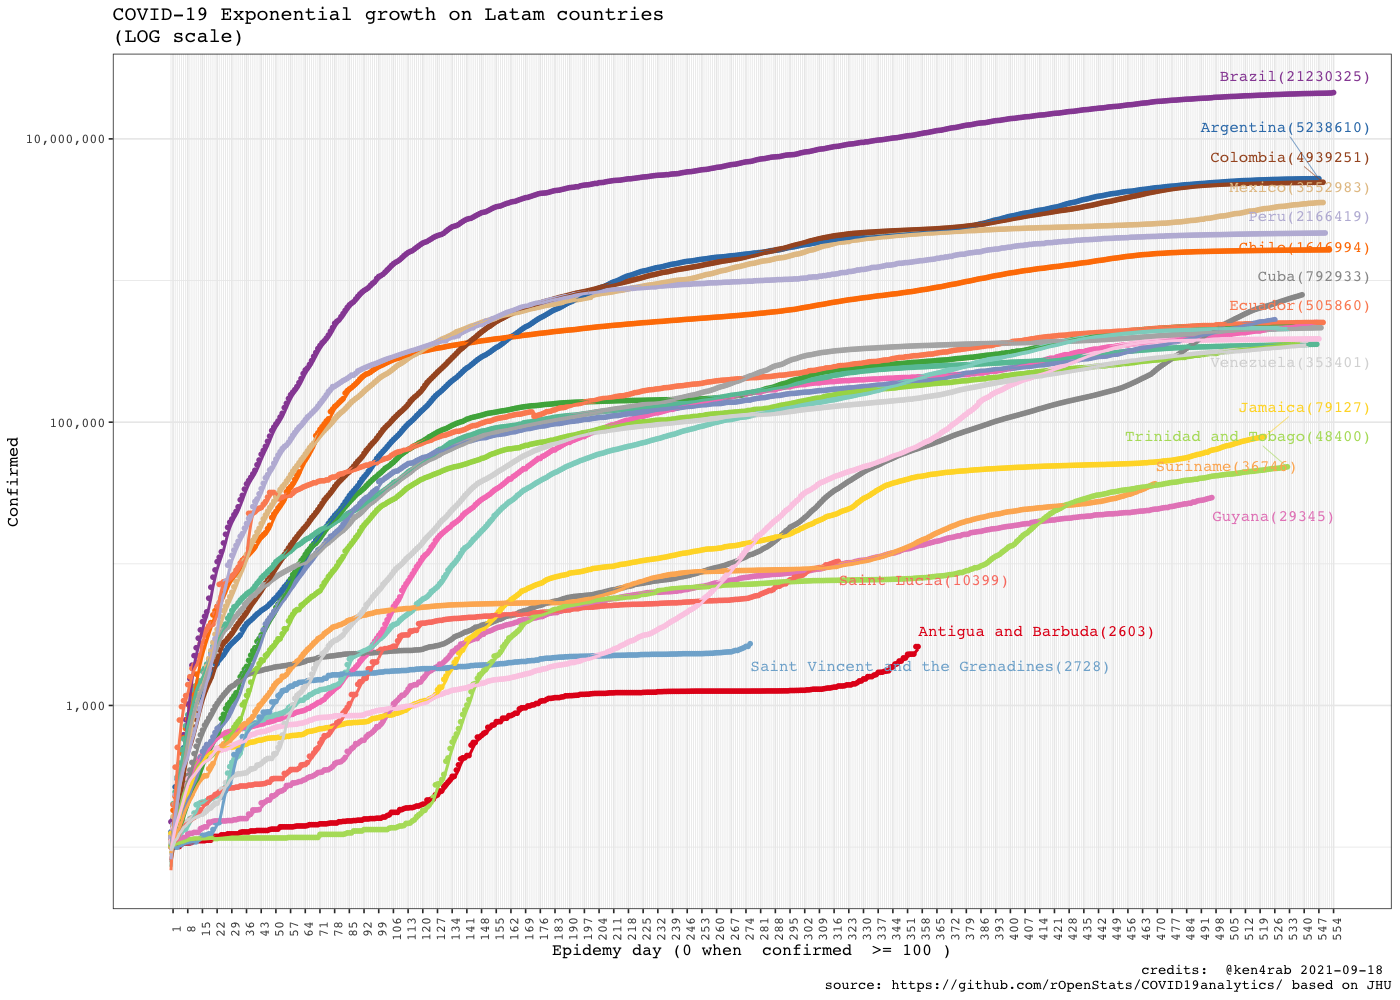 COVID-19 Exponential growth on Latam countries
(LOG scale)
Brazil(21230325)
10,000,000
Argentina(5238610)
Colombia(4939251)
Mexico(3552983)
Peru(2166419)
Chile(1646994)
Cuba(792933)
Ecuador(505860)
Venezuela(353401)
Jamaica(79127)
100,000
Trinidad and Tobago(48400)
Suriname(36746)
Guyana(29345)
Saint Lucia(10399)
Antigua and Barbuda(2603)
Saint Vincent and the Grenadines(2728)
1,000
Confirmed
1 8 15 22 29 36 43 50 57 64 71 78 85 92 99 106 113 120 127 134 141 148 155 162 169 176 183 190 197 204 211 218 225 232 239 246 253 260 267 274 281 288 295 302 309 316 323 330 337 344 351 358 365 372 379 386 393 400 407 414 421 428 435 442 449 456 463 470 477 484 491 498 505 512 519 526 533 540 547 554
Epidemy day (0 when confirmed >= 100 )
credits: @ken4rab 2021-09-18
source: https://github.com/rOpenStats/COVID19analytics/ based on JHU